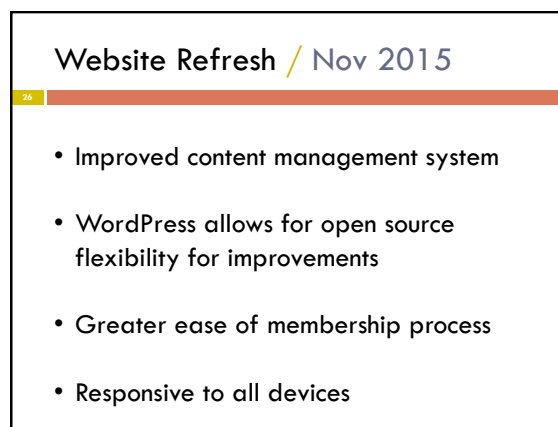 Website Refresh / Nov 2015
26
• Improved content management system
• WordPress allows for open source
flexibility for improvements
• Greater ease of membership process
• Responsive to all devices